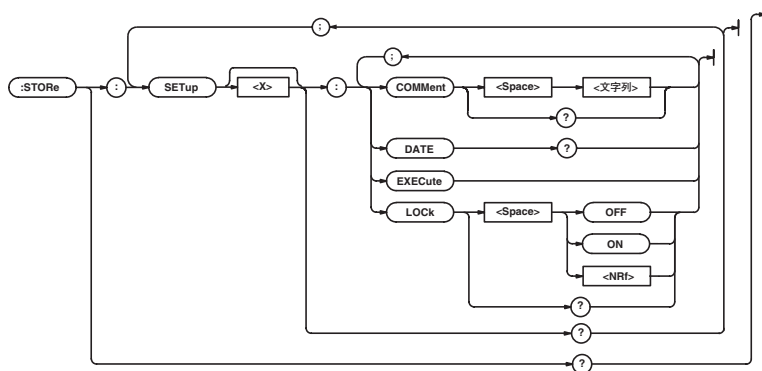 ;
;
:STORe : SETup <X> : COMMent <Space> <文字列>
?
DATE ?
EXECute
LOCk <Space> OFF
ON
<NRf>
?
?
?